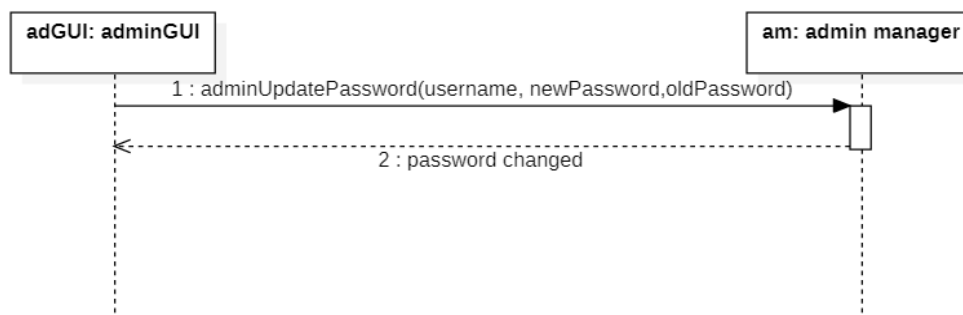 adGUI: adminGUI
am: admin manager
1 : adminUpdatePassword(username, newPassword,oldPassword)
2 : password changed